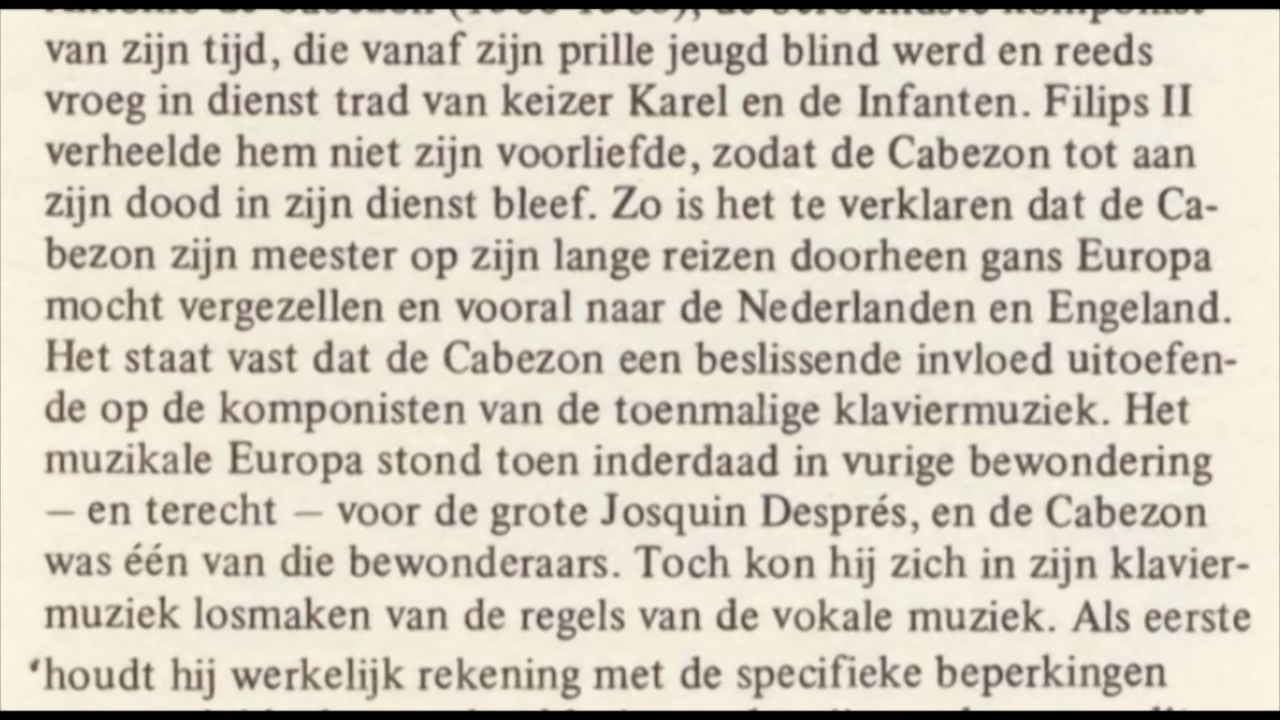 van zijn tijd, die vanaf zijn prille jeugd blind werd en reeds
vroeg in dienst trad van keizer Karel en de Infanten. Filips II
verheelde hem niet zijn voorliefde, zodat de Cabezon tot aan
zijn dood in zijn dienst bleef. Zo is het te verklaren dat de Ca-
bezon zijn meester op zijn lange reizen doorheen gans Europa
mocht vergezellen en vooral naar de Nederlanden en Engeland.
Het staat vast dat de Cabezon een beslissende invloed uitoefen-
de op de komponisten van de toenmalige klaviermuziek. Het
muzikale Europa stond toen inderdaad in vurige bewondering
– en terecht – voor de grote Josquin Després, en de Cabezon
was één van die bewonderaars. Toch kon hij zich in zijn klavier-
muziek losmaken van de regels van de vokale muziek. Als eerste
‘houdt hij werkelijk rekening met de specifieke beperkingen